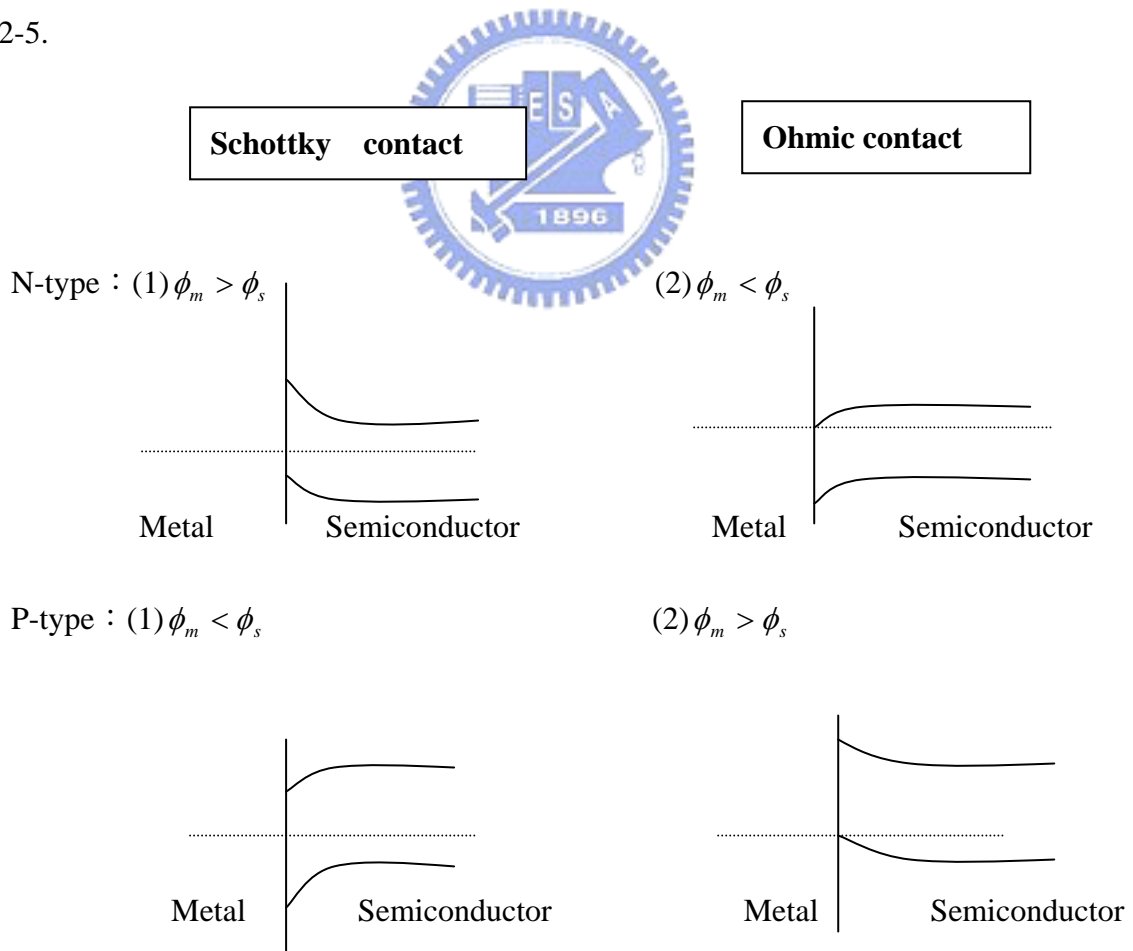 2-5.
E S A
1896
Schottky contact
Ohmic contact
N-type：(1) ϕm > ϕs
(2) ϕm < ϕs
Metal Semiconductor
Metal Semiconductor
P-type：(1) ϕm < ϕs
(2) ϕm > ϕs
Metal Semiconductor
Metal Semiconductor